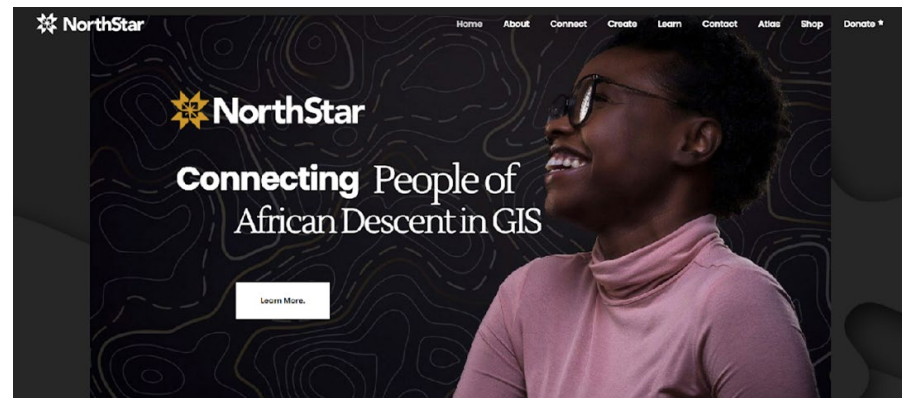 NorthStar
Home About Connect Create Learn Contact Atlas Shop Donate
NorthStar
Connecting People of
African Descent in GIS
Learn More.